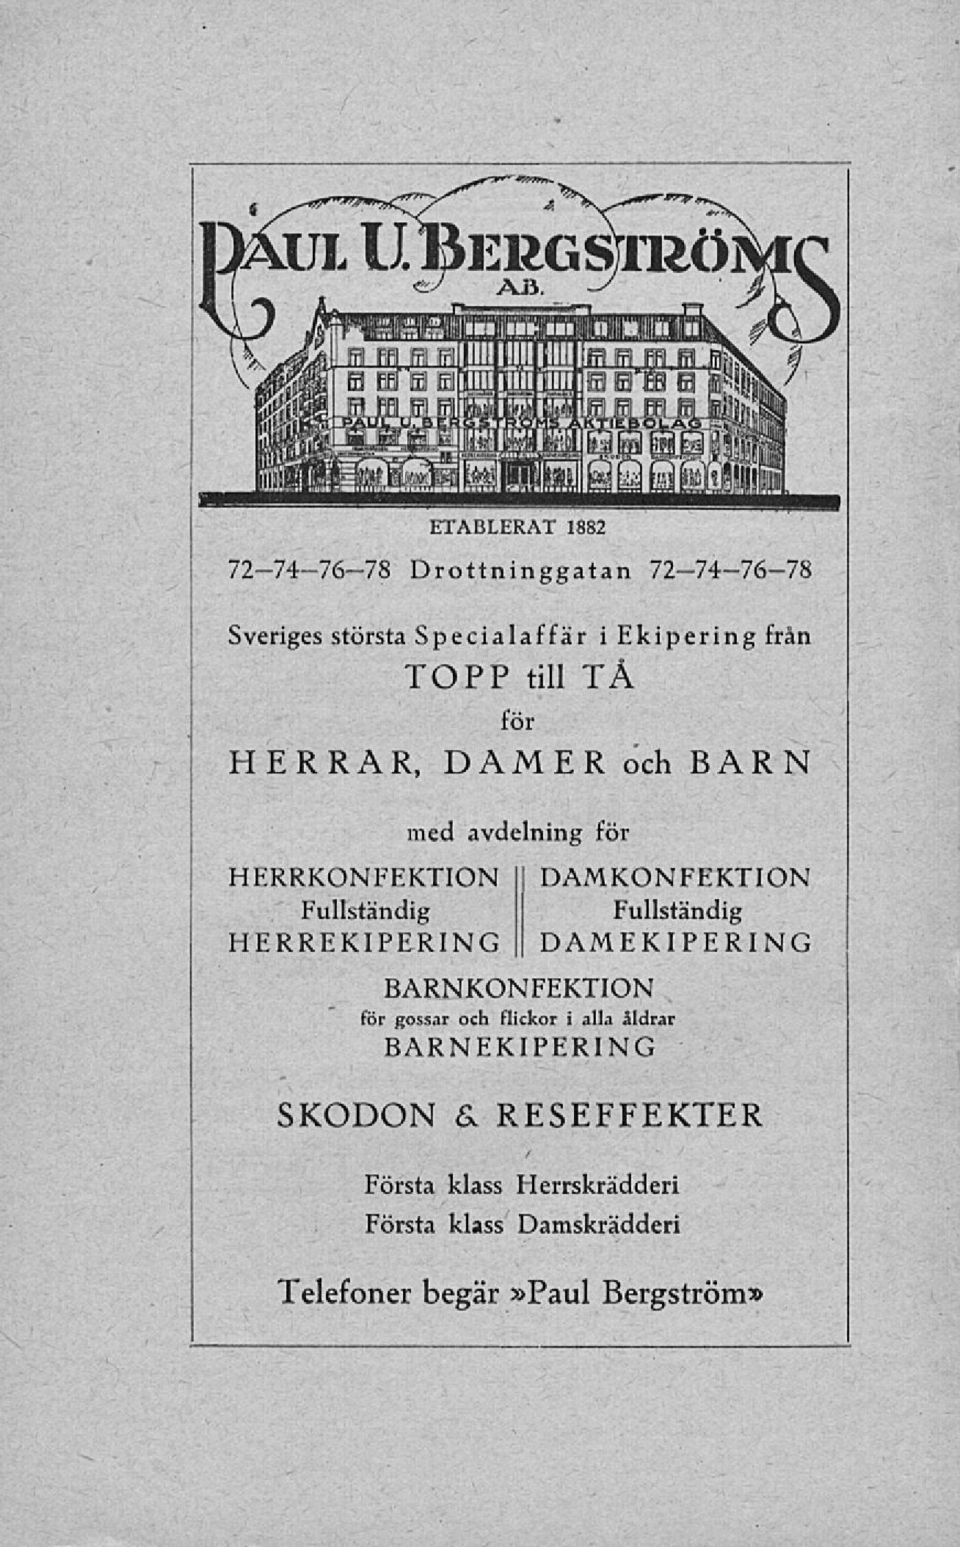 PAUL U. BERGSTRÖMS
AB.
PAUL U. BERGSTRÖMS AKTIEBOLAG
ETABLERAT 1882
72—74—76—78 Drottninggatan 72—74—76—78
Sveriges största Specialaffär i Ekipering från
TOPP till TÅ
för
HERRAR, DAMER och BARN
med avdelning för
HERRKONFEKTION || DAMKONFEKTION
Fullständig || Fullständig
HERREKIPERING || DAMEKIPERING
BARNKONFEKTION
för gossar och flickor i alla åldrar
BARNEKIPERING
SKODON & RESEFFEKTER
Första klass Herrskrädderi
Första klass Damskrädderi
Telefoner begär »Paul Bergström»